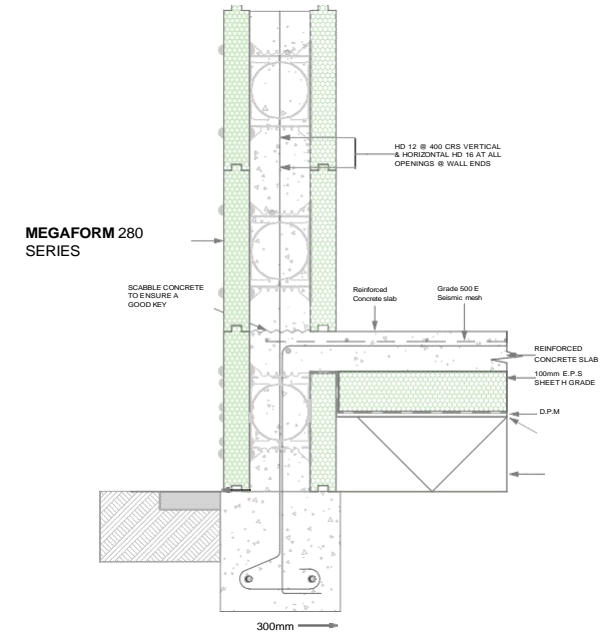 HD 12 @ 400 CRS VERTICAL
& HORIZONTAL HD 16 AT ALL
OPENINGS @ WALL ENDS
MEGAFORM 280
SERIES
SCABBLE CONCRETE
TO ENSURE A
GOOD KEY
Reinforced
Concrete slab
Grade 500 E
Seismic mesh
REINFORCED
CONCRETE SLAB
100mm E.P.S
SHEET H GRADE
D.P.M
300mm